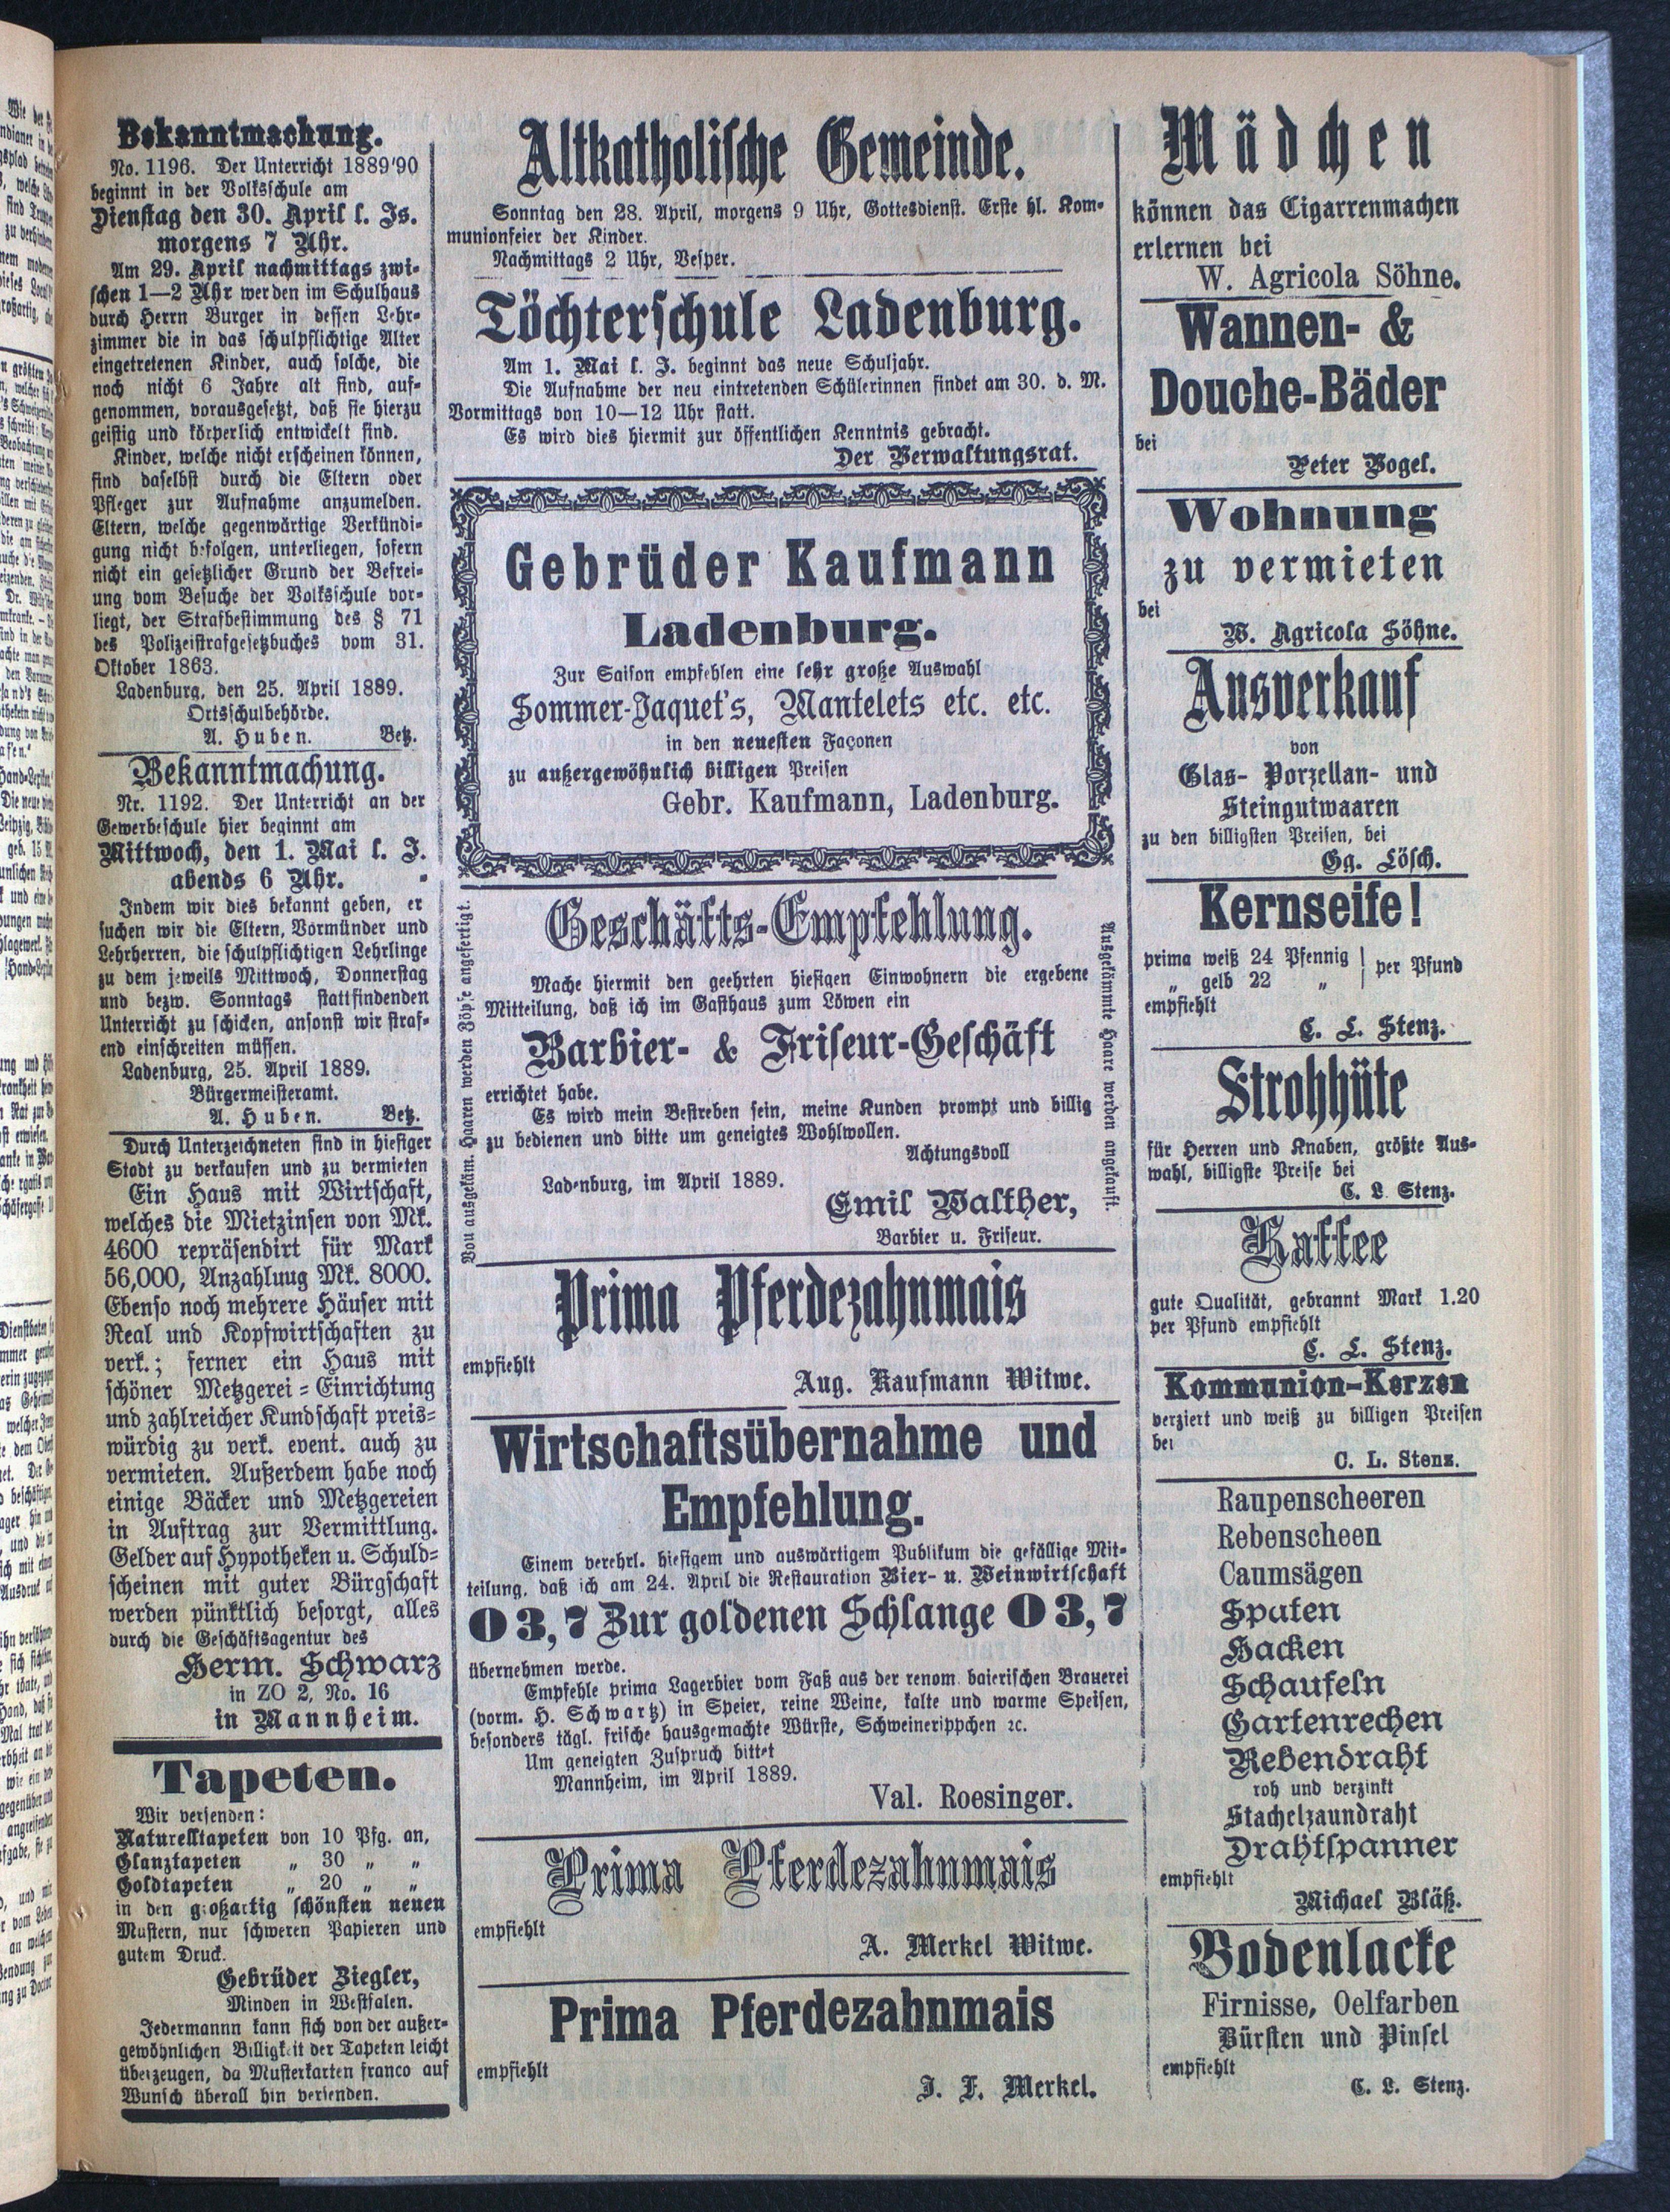 Bekanntmachung.
No. 1196. Der Unterricht 1889'90
beginnt in der Volksschule am
Dienstag den 30. April l. Js.
morgens 7 Uhr.
Am 29. April nachmittags zwi-
schen 1—2 Uhr werden im Schulhaus
durch Herrn Burger in dessen Lehr-
zimmer die in das schulpflichtige Alter
eingetretenen Kinder, auch solche, die
noch nicht 6 Jahre alt sind, auf-
genommen, vorausgesetzt, daß sie hierzu
geistig und körperlich entwickelt sind.
Kinder, welche nicht erscheinen können,
sind daselbst durch die Eltern oder
Pfleger zur Aufnahme anzumelden.
Eltern, welche gegenwärtige Verkündi-
gung nicht befolgen, unterliegen, sofern
nicht ein gesetzlicher Grund der Befrei-
ung vom Besuche der Volksschule vor-
liegt, der Strafbestimmung des § 71
des Polizeistrafgesetzbuches vom 31.
Oktober 1863.
Ladenburg, den 25. April 1889.
Ortsschulbehörde.
A. Huben. Betz.
Bekanntmachung.
Nr. 1192. Der Unterricht an der
Gewerbeschule hier beginnt am
Mittwoch, den 1. Mai l. J.
abends 6 Uhr.
Indem wir dies bekannt geben, er
suchen wir die Eltern, Vormünder und
Lehrherren, die schulpflichtigen Lehrlinge
zu dem jeweils Mittwoch, Donnerstag
und bezw. Sonntags stattfindenden
Unterricht zu schicken, ansonst wir straf-
end einschreiten müssen.
Ladenburg, 25. April 1889.
Bürgermeisteramt.
A. Huben. Betz.
Durch Unterzeichneten sind in hiesiger
Stadt zu verkaufen und zu vermieten
Ein Haus mit Wirtschaft,
welches die Mietzinsen von Mk.
4600 repräsendirt für Mark
56,000, Anzahlung Mk. 8000.
Ebenso noch mehrere Häuser mit
Real und Kopfwirtschaften zu
verk.; ferner ein Haus mit
schöner Metzgerei-Einrichtung
und zahlreicher Kundschaft preis-
würdig zu verk. event. auch zu
vermieten. Außerdem habe noch
einige Bäcker und Metzgereien
in Auftrag zur Vermittlung.
Gelder auf Hypotheken u. Schuld-
scheinen mit guter Bürgschaft
werden pünktlich besorgt, alles
durch die Geschäftsagentur des
Herm. Schwarz
in ZO 2, No. 16
in Mannheim.
Tapeten.
Wir versenden:
Naturelltapeten von 10 Pfg. an,
Glanztapeten „ 30 „ „
Goldtapeten „ 20 „ „
in den großartig schönsten neuen
Mustern, nur schweren Papieren und
gutem Druck.
Gebrüder Ziegler,
Minden in Westfalen.
Jedermannn kann sich von der außer-
gewöhnlichen Billigkeit der Tapeten leicht
überzeugen, da Musterkarten franco auf
Wunsch überall hin versenden.
Altkatholische Gemeinde.
Sonntag den 28. April, morgens 9 Uhr, Gottesdienst. Erste hl. Kom-
munionfeier der Kinder.
Nachmittags 2 Uhr, Vesper.
Töchterschule Ladenburg.
Am 1. Mai l. J. beginnt das neue Schuljahr.
Die Aufnahme der neu eintretenden Schülerinnen findet am 30. d. M.
Vormittags von 10—12 Uhr statt.
Es wird dies hiermit zur öffentlichen Kenntnis gebracht.
Der Verwaltungsrat.
Gebrüder Kaufmann
Ladenburg.
Zur Saison empfehlen eine sehr große Auswahl
Sommer-Jaquet's, Mantelets etc. etc.
in den neuesten Façonen
zu außergewöhnlich billigen Preisen
Gebr. Kaufmann, Ladenburg.
Von ausgekäm. Haaren werden Zöpfe angefertigt.
Geschäfts-Empfehlung.
Mache hiermit den geehrten hiesigen Einwohnern die ergebene
Mitteilung, daß ich im Gasthaus zum Löwen ein
Barbier- & Friseur-Geschäft
errichtet habe.
Es wird mein Bestreben sein, meine Kunden prompt und billig
zu bedienen und bitte um geneigtes Wohlwollen.
Achtungsvoll
Ladenburg, im April 1889.
Emil Walther,
Barbier u. Friseur.
Ausgekämmte Haare werden angekauft.
Prima Pferdezahnmais
empfiehlt
Aug. Kaufmann Witwe.
Wirtschaftsübernahme und
Empfehlung.
Einem verehrl. hiesigem und auswärtigem Publikum die gefällige Mit-
teilung, daß ich am 24. April die Restauration Bier- u. Weinwirtschaft
O 3, 7 Zur goldenen Schlange O 3, 7
übernehmen werde.
Empfehle prima Lagerbier vom Faß aus der renom baierischen Brauerei
(vorm. H. Schwartz) in Speier, reine Weine, kalte und warme Speisen,
besonders tägl. frische hausgemachte Würste, Schweinerippchen ꝛc.
Um geneigten Zuspruch bittet
Mannheim, im April 1889.
Val. Roesinger.
Prima Pferdezahnmais
empfiehlt
A. Merkel Witwe.
Prima Pferdezahnmais
empfiehlt
J. F. Merkel.
Mädchen
können das Cigarrenmachen
erlernen bei
W. Agricola Söhne.
Wannen- &
Douche-Bäder
bei
Peter Vogel.
Wohnung
zu vermieten
bei
W. Agricola Söhne.
Ausverkauf
von
Glas- Porzellan- und
Steingutwaaren
zu den billigsten Preisen, bei
Gg. Lösch.
Kernseife!
prima weiß 24 Pfennig | per Pfund
„ gelb 22 „
empfiehlt
C. L. Stenz.
Strohhüte
für Herren und Knaben, größte Aus-
wahl, billigste Preise bei
C. L Stenz.
Kaffee
gute Qualität, gebrannt Mark 1.20
per Pfund empfiehlt
C. L. Stenz.
Kommunion-Kerzen
verziert und weiß zu billigen Preisen
bei
C. L. Stenz.
Raupenscheeren
Rebenscheen
Caumsägen
Spaten
Hacken
Schaufeln
Gartenrechen
Rebendraht
roh und verzinkt
Stachelzaundraht
Drahtspanner
empfiehlt
Michael Bläß.
Bodenlacke
Firnisse, Oelfarben
Bürsten und Pinsel
empfiehlt
C. L. Stenz.